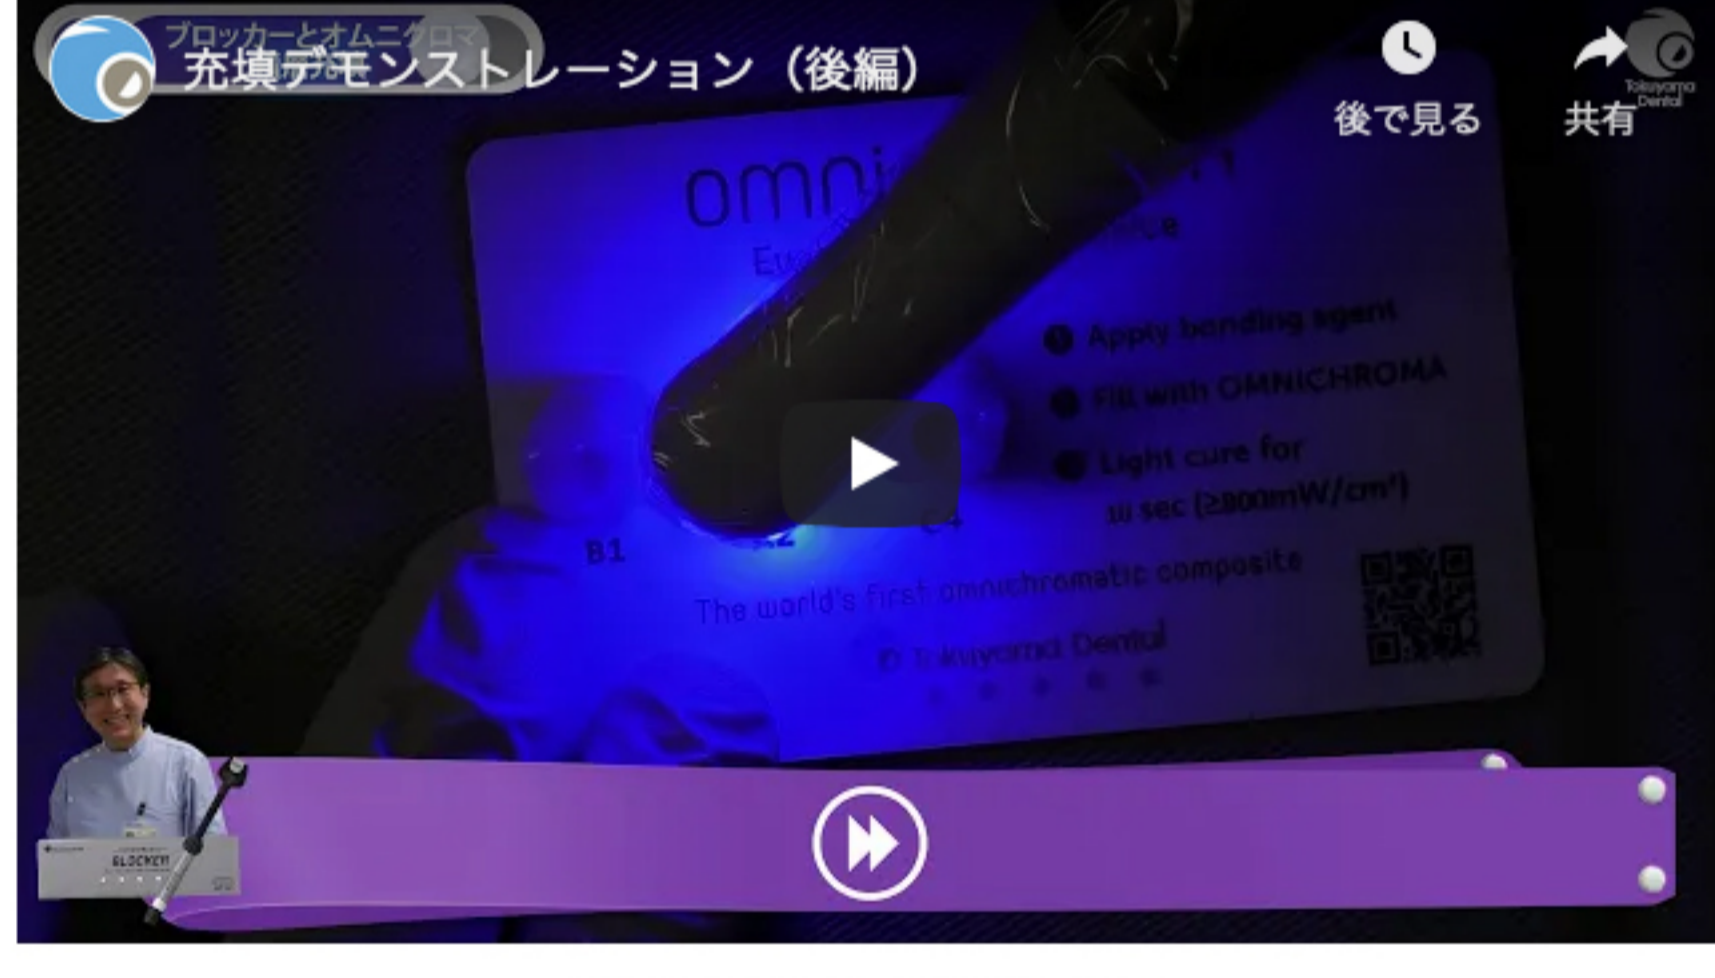 ブロッカーとオムニクロマ
充填デモンストレーション（後編）
後で見る
共有
Tokuyama
Dental
omni
Apply bonding agent
Fill with OMNICHROMA
Light cure for
10 sec (≥800mW/cm²)
B1
A2
C4
The world's first omnichromatic composite
Tokuyama Dental
BLOCKER